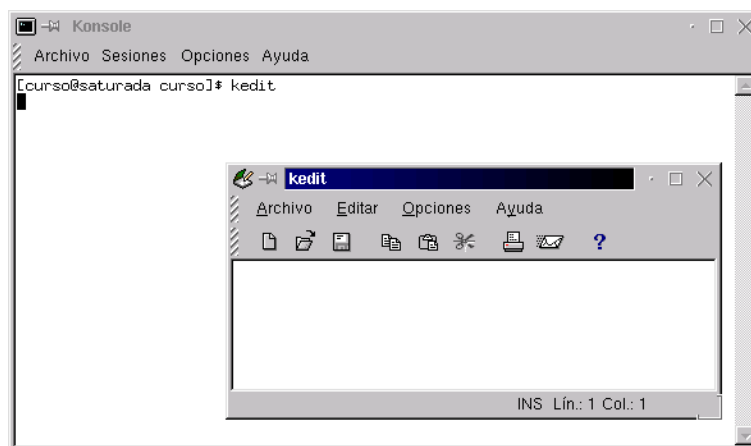 Konsole
Archivo Sesiones Opciones Ayuda
[curso@saturada curso]$ kedit
kedit
Archivo Editar Opciones Ayuda
?
INS Lín.: 1 Col.: 1